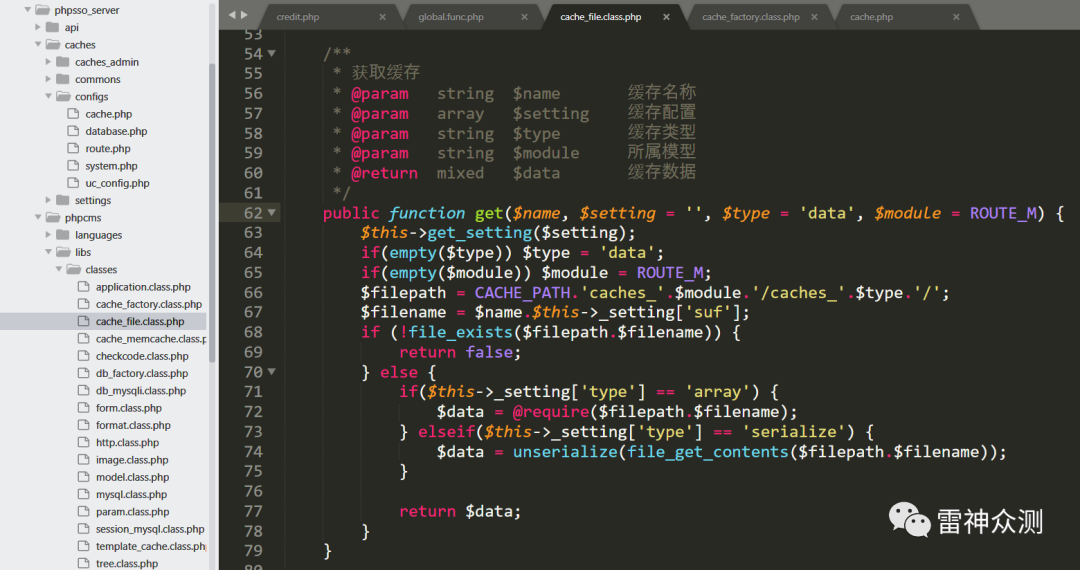 phpsso_server
api
caches
caches_admin
commons
configs
cache.php
database.php
route.php
system.php
uc_config.php
settings
phpcms
languages
libs
classes
application.class.php
cache_factory.class.php
cache_file.class.php
cache_memcache.class.p
checkcode.class.php
db_factory.class.php
db_mysqli.class.php
form.class.php
format.class.php
http.class.php
image.class.php
model.class.php
mysql.class.php
param.class.php
session_mysql.class.php
template_cache.class.php
tree.class.php
credit.php × global.func.php × cache_file.class.php × cache_factory.class.php × cache.php ×
53
54 /**
55 * 获取缓存
56 * @param string $name 缓存名称
57 * @param array $setting 缓存配置
58 * @param string $type 缓存类型
59 * @param string $module 所属模型
60 * @return mixed $data 缓存数据
61 */
62 public function get($name, $setting = '', $type = 'data', $module = ROUTE_M) {
63 $this->get_setting($setting);
64 if(empty($type)) $type = 'data';
65 if(empty($module)) $module = ROUTE_M;
66 $filepath = CACHE_PATH.'caches_'.$module.'/caches_'.$type.'/';
67 $filename = $name.$this->_setting['suf'];
68 if (!file_exists($filepath.$filename)) {
69 return false;
70 } else {
71 if($this->_setting['type'] == 'array') {
72 $data = @require($filepath.$filename);
73 } elseif($this->_setting['type'] == 'serialize') {
74 $data = unserialize(file_get_contents($filepath.$filename));
75 }
76
77 return $data;
78 }
79 }
80
雷神众测